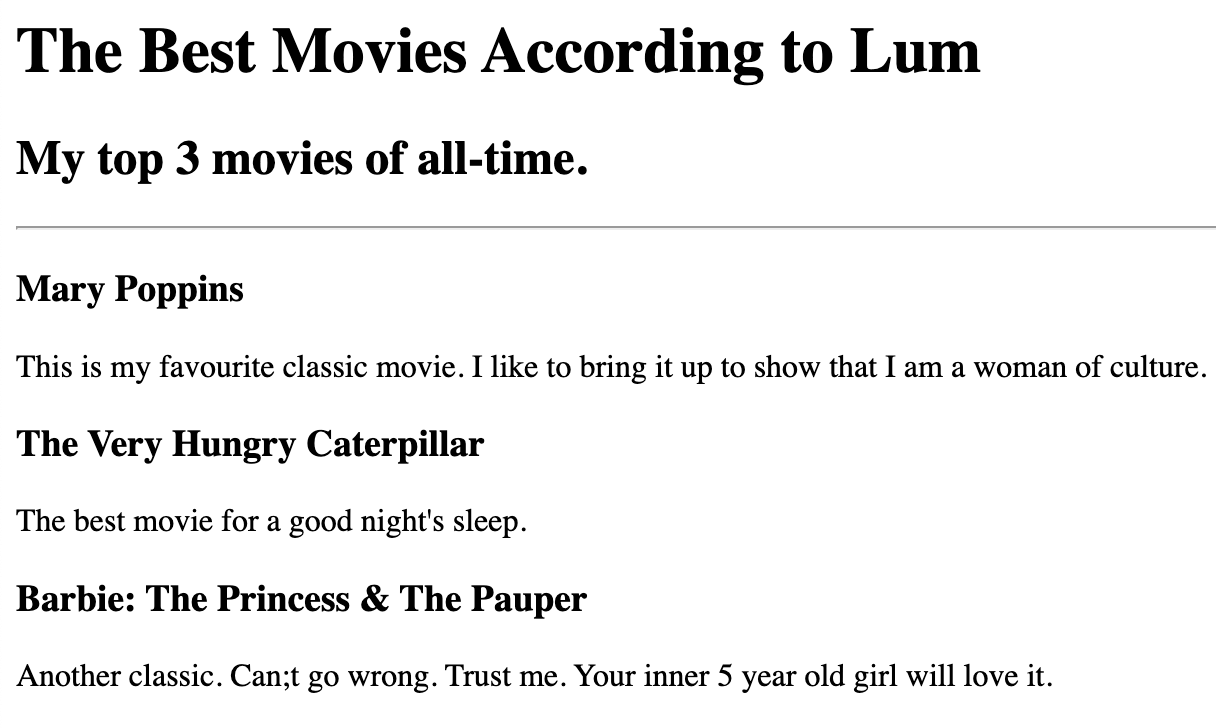 The Best Movies According to Lum
My top 3 movies of all-time.
Mary Poppins
This is my favourite classic movie. I like to bring it up to show that I am a woman of culture.
The Very Hungry Caterpillar
The best movie for a good night's sleep.
Barbie: The Princess & The Pauper
Another classic. Can;t go wrong. Trust me. Your inner 5 year old girl will love it.